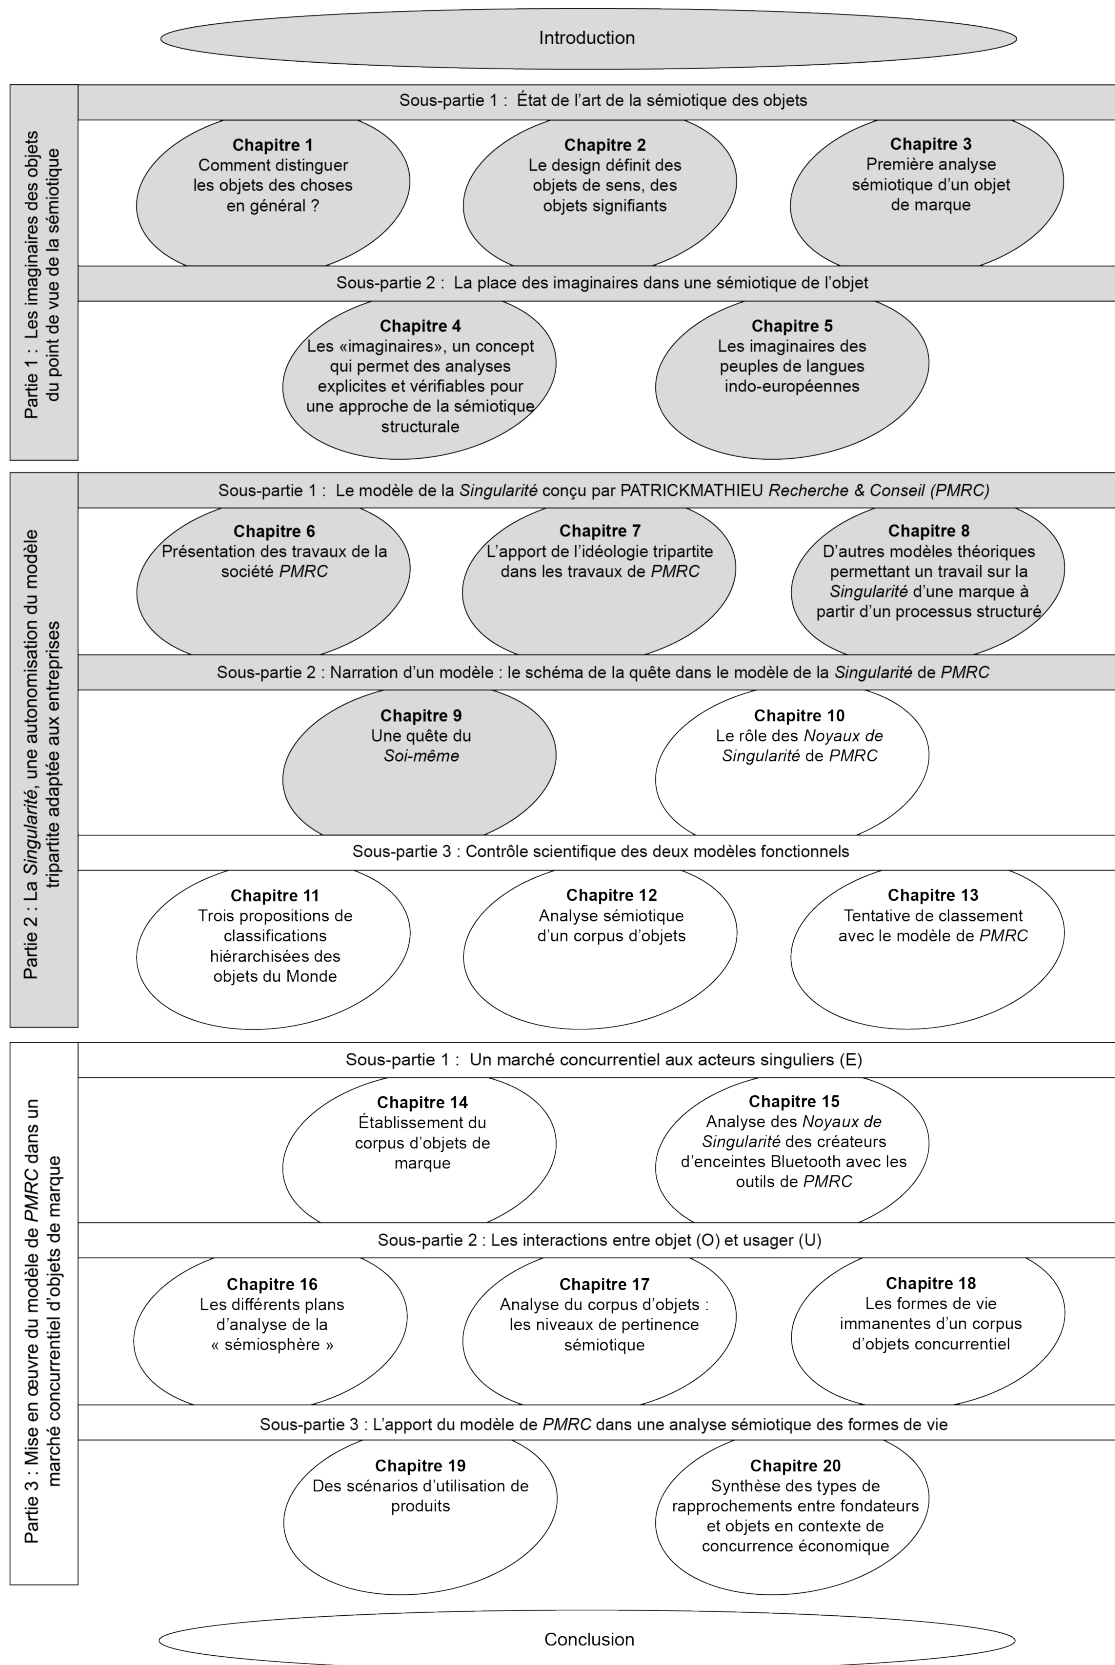 Introduction
Partie 1 : Les imaginaires des objets
du point de vue de la sémiotique
Sous-partie 1 : État de l'art de la sémiotique des objets
Chapitre 1
Comment distinguer
les objets des choses
en général ?
Chapitre 2
Le design définit des
objets de sens, des
objets signifiants
Chapitre 3
Première analyse
sémiotique d'un objet
de marque
Sous-partie 2 : La place des imaginaires dans une sémiotique de l'objet
Chapitre 4
Les «imaginaires», un concept
qui permet des analyses
explicites et vérifiables pour
une approche de la sémiotique
structurale
Chapitre 5
Les imaginaires des
peuples de langues
indo-européennes
Partie 2 : La Singularité, une autonomisation du modèle
tripartite adaptée aux entreprises
Sous-partie 1 : Le modèle de la Singularité conçu par PATRICKMATHIEU Recherche & Conseil (PMRC)
Chapitre 6
Présentation des travaux de la
société PMRC
Chapitre 7
L'apport de l'idéologie tripartite
dans les travaux de PMRC
Chapitre 8
D'autres modèles théoriques
permettant un travail sur la
Singularité d'une marque à
partir d'un processus structuré
Sous-partie 2 : Narration d'un modèle : le schéma de la quête dans le modèle de la Singularité de PMRC
Chapitre 9
Une quête du
Soi-même
Chapitre 10
Le rôle des Noyaux de
Singularité de PMRC
Sous-partie 3 : Contrôle scientifique des deux modèles fonctionnels
Chapitre 11
Trois propositions de
classifications
hiérarchisées des
objets du Monde
Chapitre 12
Analyse sémiotique
d'un corpus d'objets
Chapitre 13
Tentative de classement
avec le modèle de PMRC
Partie 3 : Mise en œuvre du modèle de PMRC dans un
marché concurrentiel d'objets de marque
Sous-partie 1 : Un marché concurrentiel aux acteurs singuliers (E)
Chapitre 14
Établissement du
corpus d'objets de
marque
Chapitre 15
Analyse des Noyaux de
Singularité des créateurs
d'enceintes Bluetooth avec les
outils de PMRC
Sous-partie 2 : Les interactions entre objet (O) et usager (U)
Chapitre 16
Les différents plans
d'analyse de la
« sémiosphère »
Chapitre 17
Analyse du corpus d'objets :
les niveaux de pertinence
sémiotique
Chapitre 18
Les formes de vie
immanentes d'un corpus
d'objets concurrentiel
Sous-partie 3 : L'apport du modèle de PMRC dans une analyse sémiotique des formes de vie
Chapitre 19
Des scénarios d'utilisation de
produits
Chapitre 20
Synthèse des types de
rapprochements entre fondateurs
et objets en contexte de
concurrence économique
Conclusion